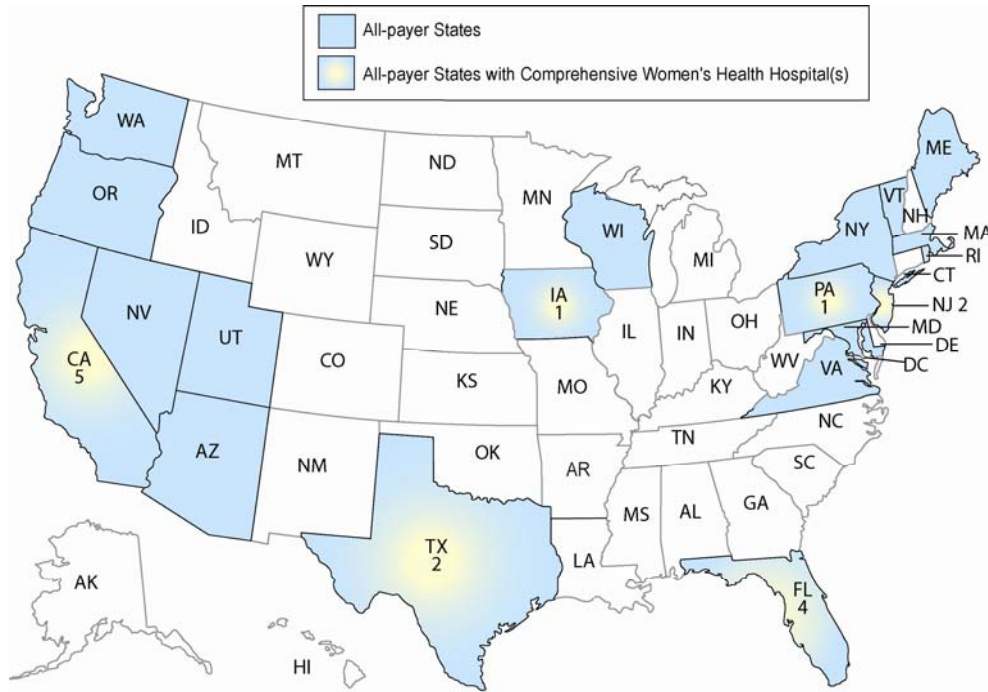 All-payer States
All-payer States with Comprehensive Women's Health Hospital(s)
WA
MT
ND
MN
ME
OR
VT
NH
ID
SD
WI
NY
MA
WY
MI
RI
CT
IA
1
PA
1
NJ 2
NV
NE
IL
IN
OH
MD
UT
DE
CA
5
CO
WV
VA
DC
KS
MO
KY
NC
TN
AZ
OK
NM
AR
SC
MS
AL
GA
TX
2
LA
AK
FL
4
HI